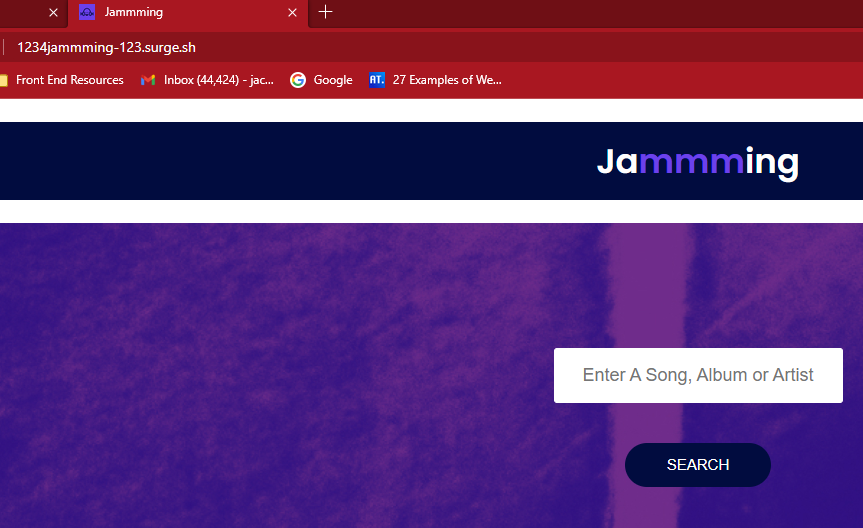 Jammming
1234jammming-123.surge.sh
Front End Resources Inbox (44,424) - jac... Google AT. 27 Examples of We...
Jammming
Enter A Song, Album or Artist
SEARCH